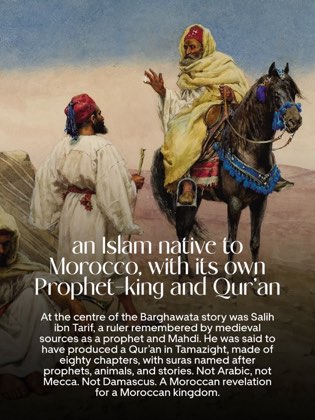 an Islam native to
Morocco, with its own
Prophet-king and Qur'an
At the centre of the Barghawata story was Salih
ibn Tarif, a ruler remembered by medieval
sources as a prophet and Mahdi. He was said to
have produced a Qur'an in Tamazight, made of
eighty chapters, with suras named after
prophets, animals, and stories. Not Arabic, not
Mecca. Not Damascus. A Moroccan revelation
for a Moroccan kingdom.